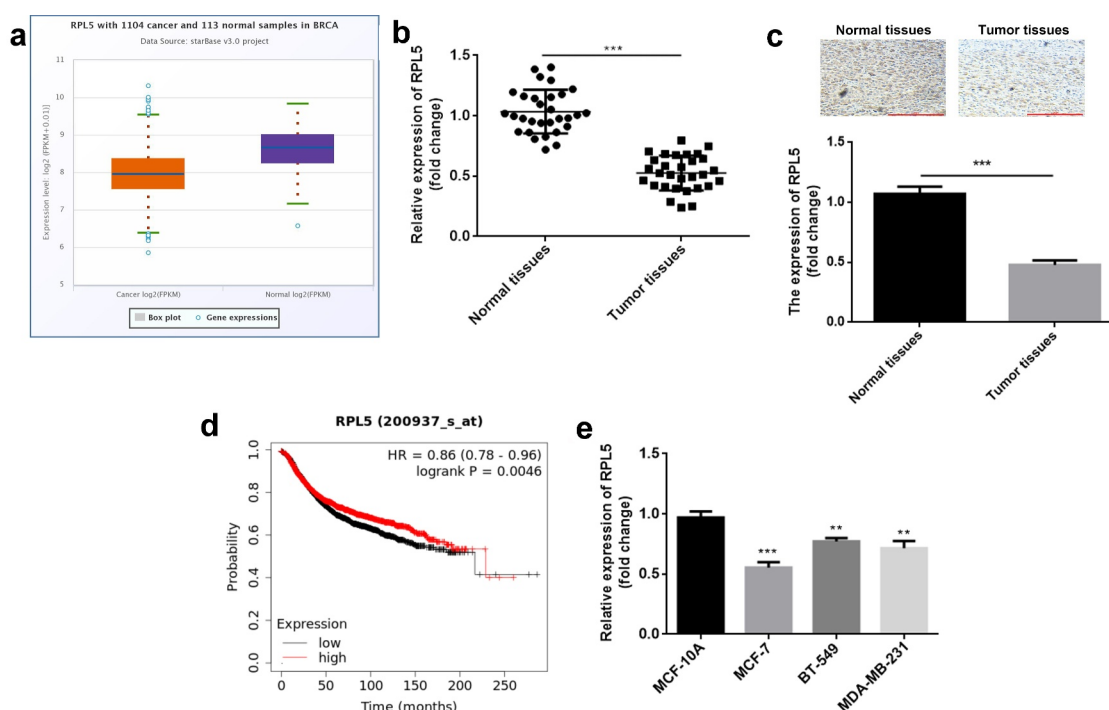 a
RPL5 with 1104 cancer and 113 normal samples in BRCA
Data Source: starBase v3.0 project
Expression level: log2 (FPKM+0.01)]
11
10
9
8
7
6
5
Cancer log2(FPKM)
Normal log2(FPKM)
Box plot
Gene expressions
b
Relative expression of RPL5
(fold change)
1.5
1.0
0.5
0.0
***
Normal tissues
Tumor tissues
c
Normal tissues
Tumor tissues
The expression of RPL5
(fold change)
1.5
1.0
0.5
0.0
***
Normal tissues
Tumor tissues
d
RPL5 (200937_s_at)
HR = 0.86 (0.78 - 0.96)
logrank P = 0.0046
Probability
1.0
0.8
0.6
0.4
0.2
0.0
Expression
low
high
0 50 100 150 200 250
Time (months)
e
Relative expression of RPL5
(fold change)
1.5
1.0
0.5
0.0
***
**
**
MCF-10A
MCF-7
BT-549
MDA-MB-231